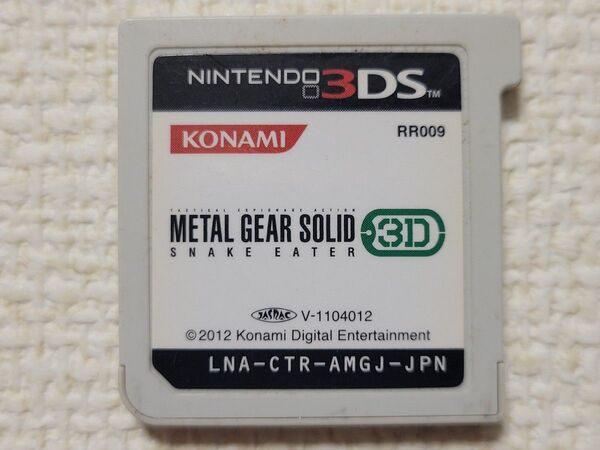 NINTENDO 3DS™
KONAMI
RR009
TACTICAL ESPIONAGE ACTION
METAL GEAR SOLID 3D
SNAKE EATER
JASRAC V-1104012
©2012 Konami Digital Entertainment
LNA-CTR-AMGJ-JPN